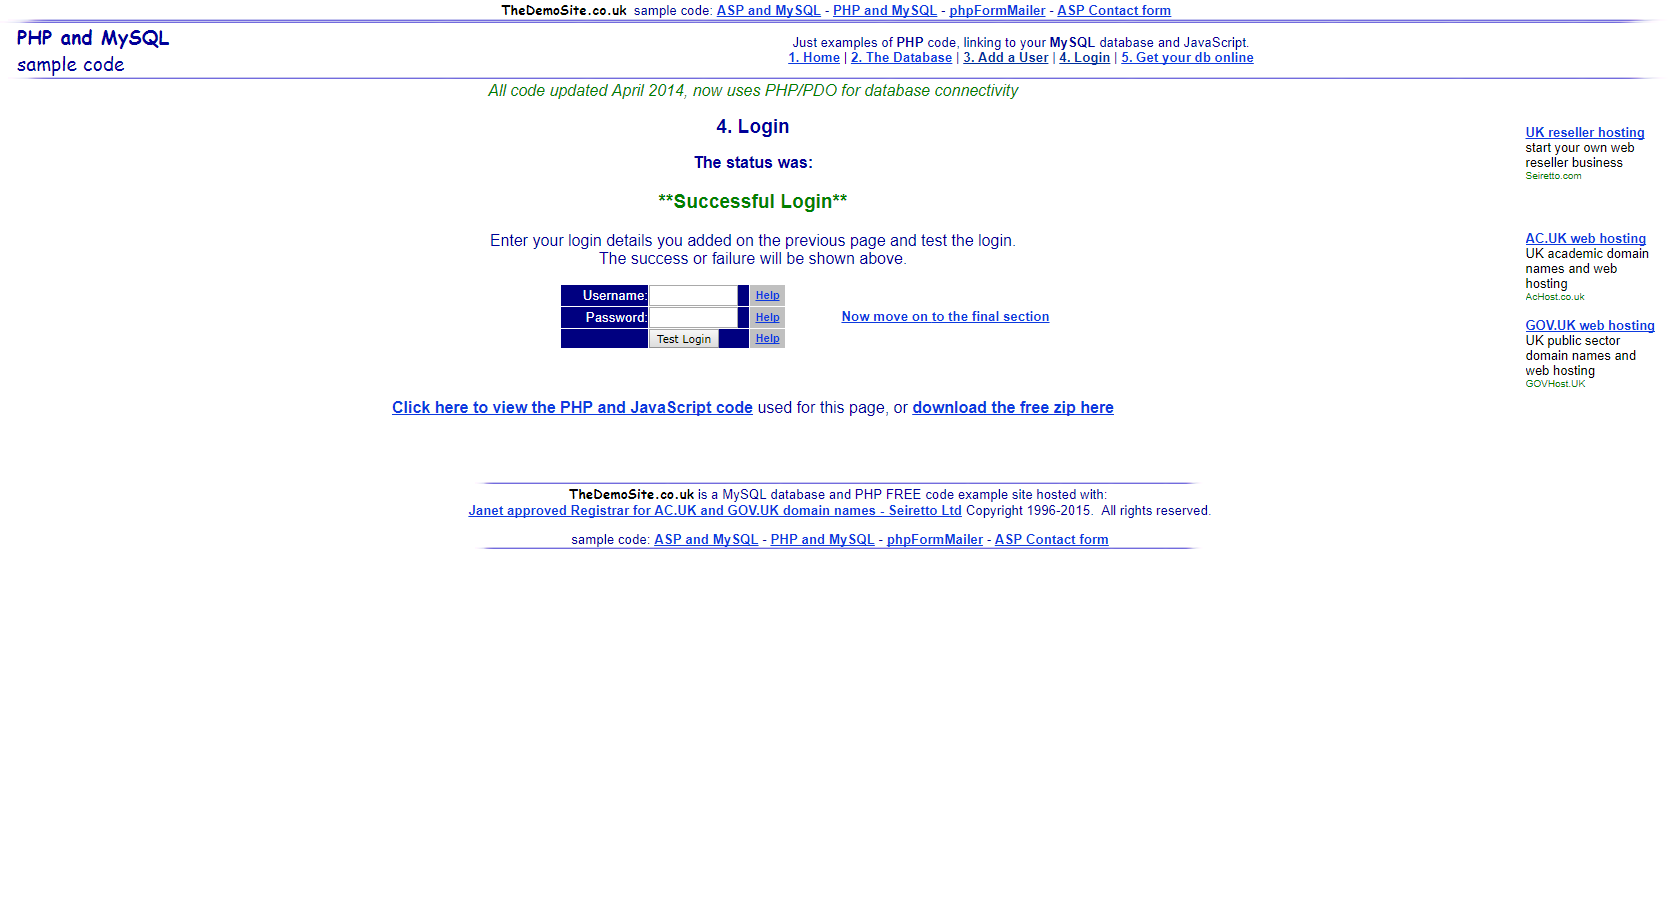 TheDemoSite.co.uk  sample code: ASP and MySQL - PHP and MySQL - phpFormMailer - ASP Contact form
PHP and MySQL
sample code
Just examples of PHP code, linking to your MySQL database and JavaScript.
1. Home | 2. The Database | 3. Add a User | 4. Login | 5. Get your db online
All code updated April 2014, now uses PHP/PDO for database connectivity
4. Login
The status was:
**Successful Login**
Enter your login details you added on the previous page and test the login.
The success or failure will be shown above.
Username: Help
Password: Help
Test Login Help
Now move on to the final section
Click here to view the PHP and JavaScript code used for this page, or download the free zip here
UK reseller hosting
start your own web
reseller business
Seiretto.com
AC.UK web hosting
UK academic domain
names and web
hosting
AcHost.co.uk
GOV.UK web hosting
UK public sector
domain names and
web hosting
GOVHost.UK
TheDemoSite.co.uk is a MySQL database and PHP FREE code example site hosted with:
Janet approved Registrar for AC.UK and GOV.UK domain names - Seiretto Ltd Copyright 1996-2015.  All rights reserved.
sample code: ASP and MySQL - PHP and MySQL - phpFormMailer - ASP Contact form